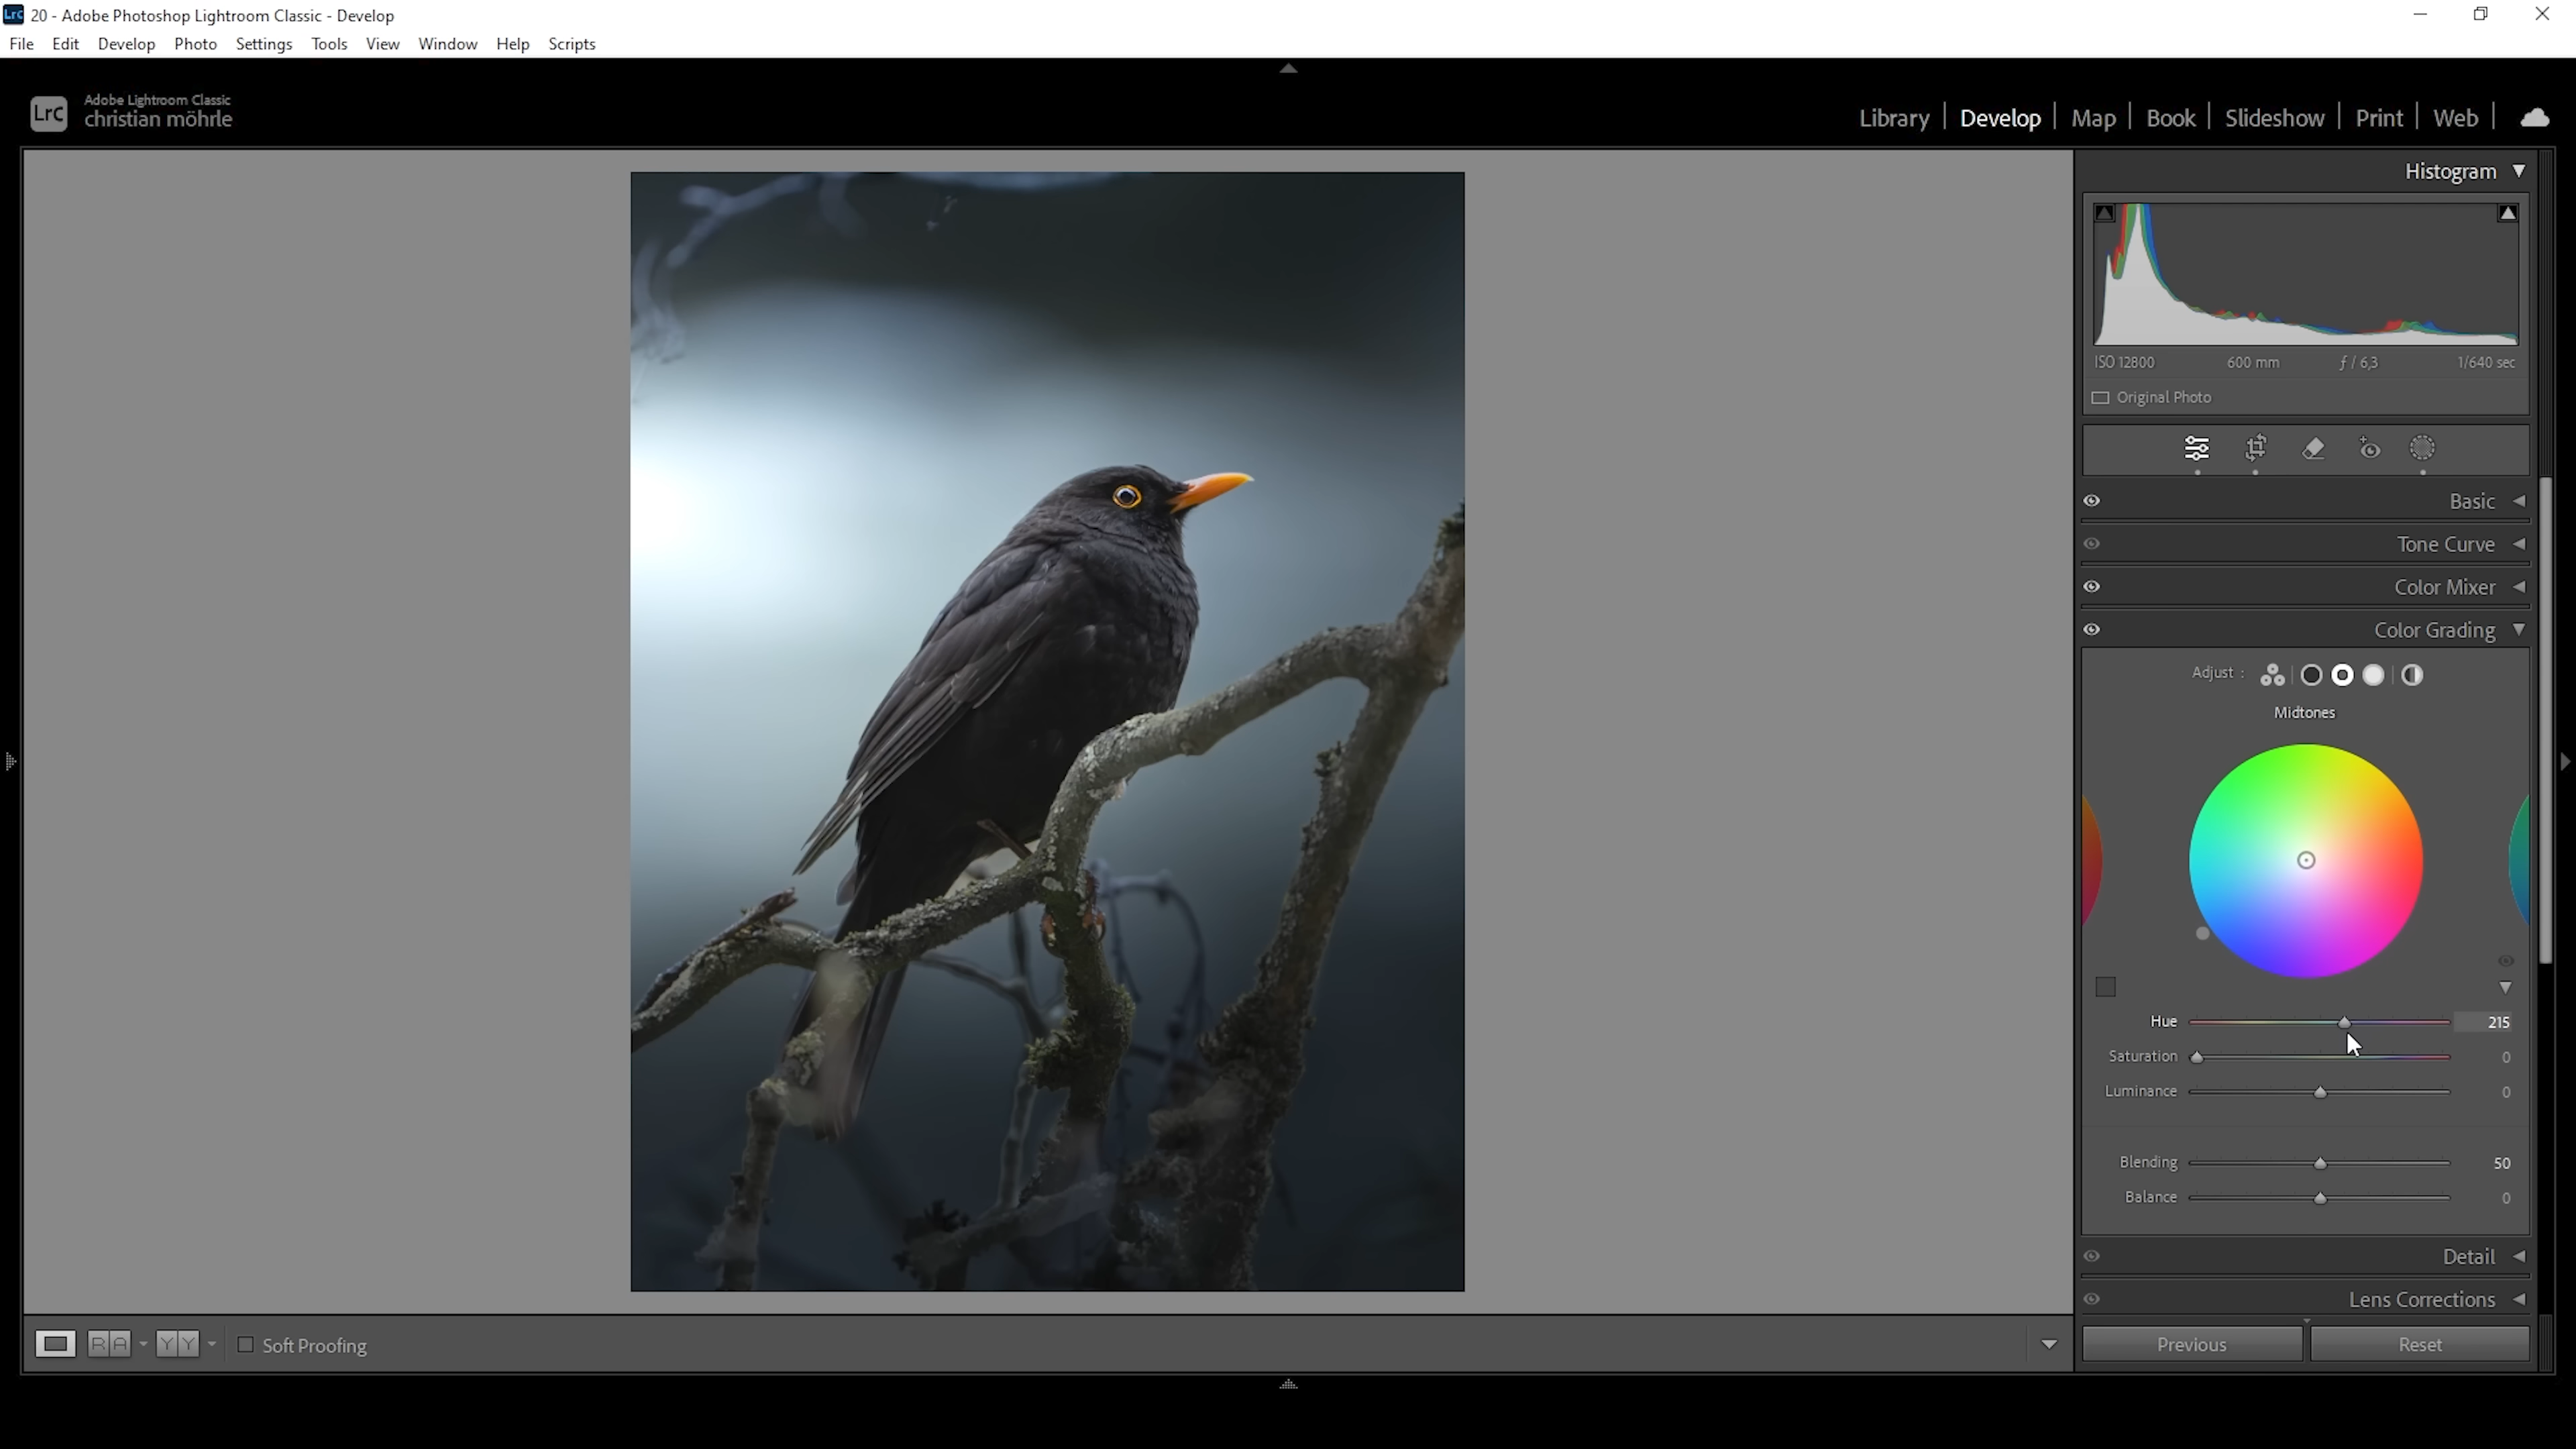 Lrc 20 - Adobe Photoshop Lightroom Classic - Develop
File Edit Develop Photo Settings Tools View Window Help Scripts
Lrc Adobe Lightroom Classic
christian möhrle
Library | Develop | Map | Book | Slideshow | Print | Web |
Histogram
ISO 12800 600 mm ƒ / 6,3 1/640 sec
Original Photo
Basic
Tone Curve
Color Mixer
Color Grading
Adjust :
Midtones
Hue 215
Saturation 0
Luminance 0
Blending 50
Balance 0
Detail
Lens Corrections
R A Y Y Soft Proofing
Previous Reset